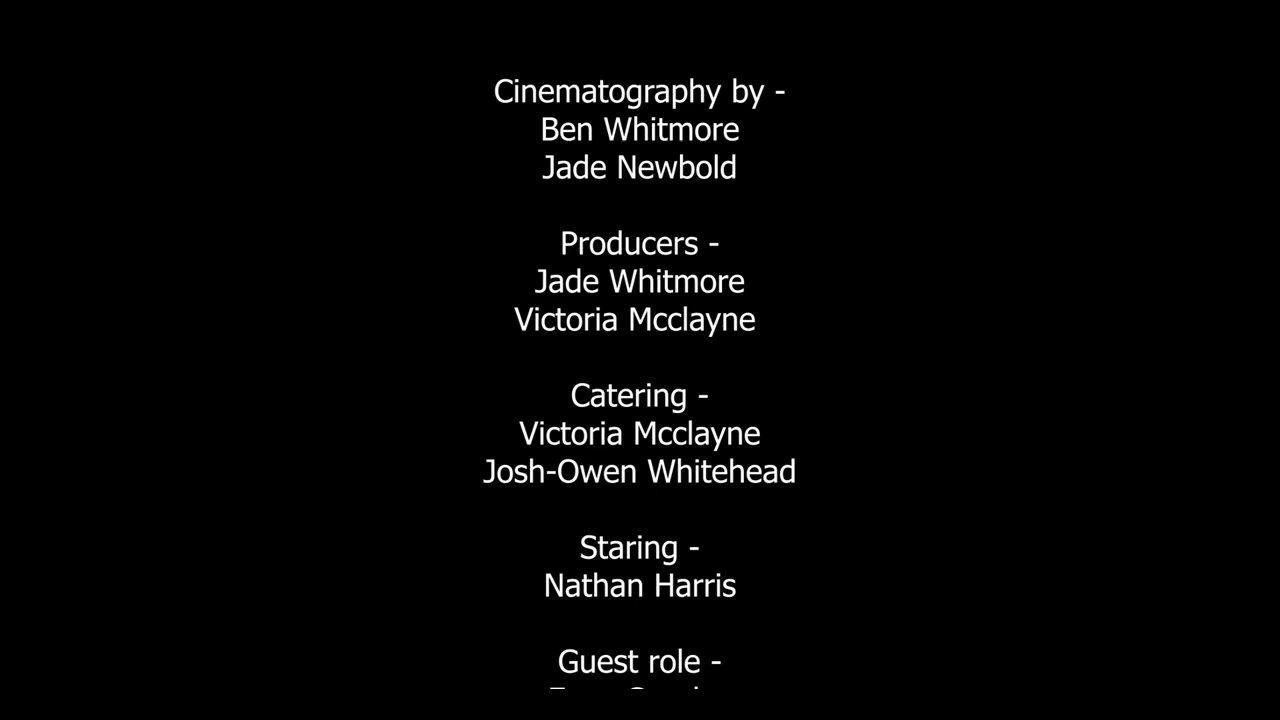 Cinematography by -
Ben Whitmore
Jade Newbold
Producers -
Jade Whitmore
Victoria Mcclayne
Catering -
Victoria Mcclayne
Josh-Owen Whitehead
Staring -
Nathan Harris
Guest role -